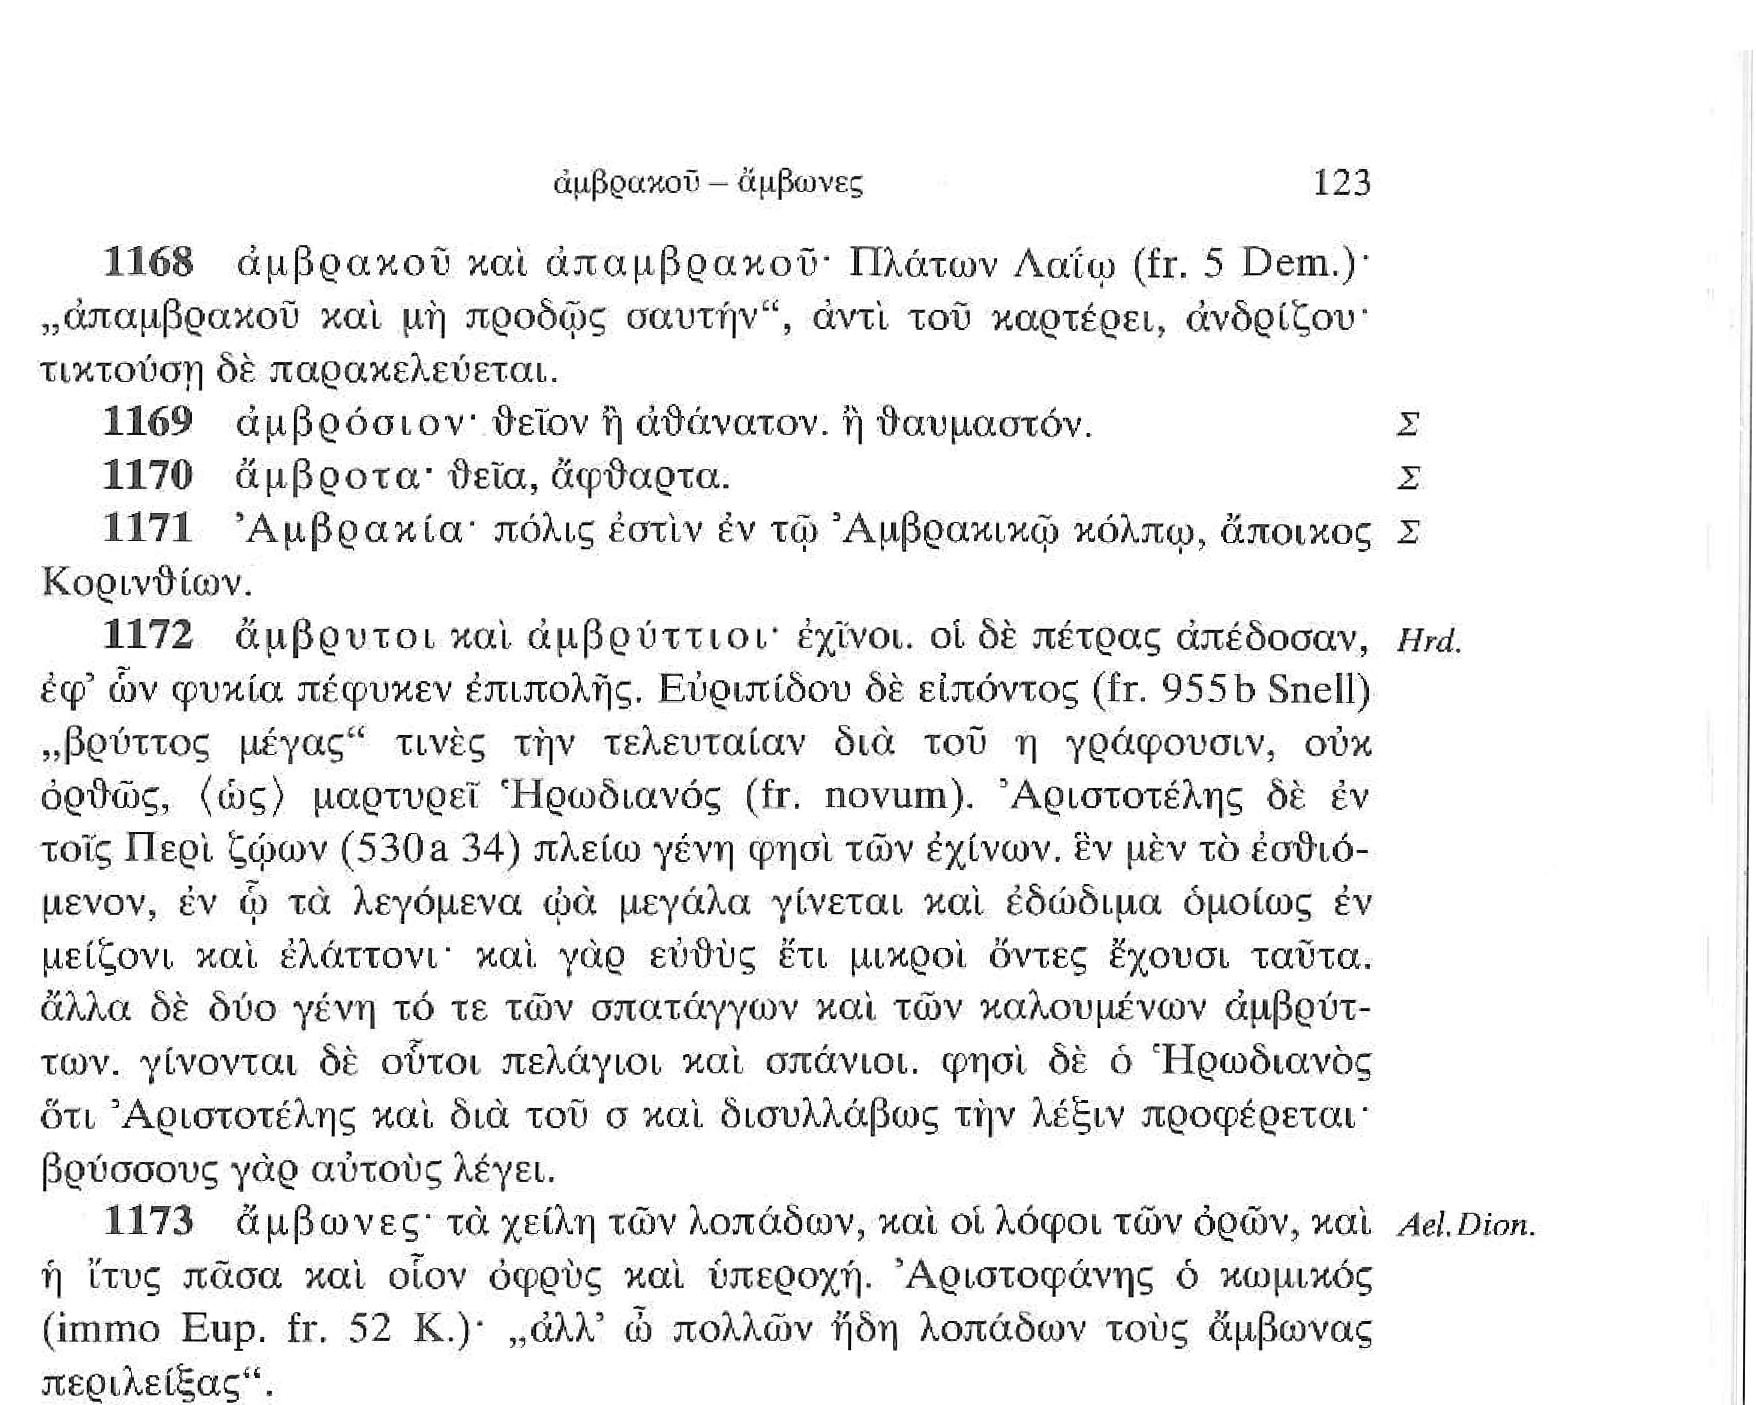 ἀμβρακοῦ – ἄμβωνες 123
1168 ἀμβρακοῦ καὶ ἀπαμβρακοῦ· Πλάτων Λαΐῳ (fr. 5 Dem.)·
„ἀπαμβρακοῦ καὶ μὴ προδῷς σαυτήν“, ἀντὶ τοῦ καρτέρει, ἀνδρίζου·
τικτούσῃ δὲ παρακελεύεται.
1169 ἀμβρόσιον· θεῖον ἢ ἀθάνατον. ἢ θαυμαστόν. Σ
1170 ἄμβροτα· θεῖα, ἄφθαρτα. Σ
1171 Ἀμβρακία· πόλις ἐστὶν ἐν τῷ Ἀμβρακικῷ κόλπῳ, ἄποικος Σ
Κορινθίων.
1172 ἄμβρυτοι καὶ ἀμβρύττιοι· ἐχῖνοι. οἱ δὲ πέτρας ἀπέδοσαν, Hrd.
ἐφ’ ὧν φυκία πέφυκεν ἐπιπολῆς. Εὐριπίδου δὲ εἰπόντος (fr. 955b Snell)
„βρύττος μέγας“ τινὲς τὴν τελευταίαν διὰ τοῦ η γράφουσιν, οὐκ
ὀρθῶς, ⟨ὡς⟩ μαρτυρεῖ Ἡρωδιανός (fr. novum). Ἀριστοτέλης δὲ ἐν
τοῖς Περὶ ζῴων (530a 34) πλείω γένη φησὶ τῶν ἐχίνων. ἓν μὲν τὸ ἐσθιό-
μενον, ἐν ᾧ τὰ λεγόμενα ᾠὰ μεγάλα γίνεται καὶ ἐδώδιμα ὁμοίως ἐν
μείζονι καὶ ἐλάττονι· καὶ γὰρ εὐθὺς ἔτι μικροὶ ὄντες ἔχουσι ταῦτα.
ἄλλα δὲ δύο γένη τό τε τῶν σπατάγγων καὶ τῶν καλουμένων ἀμβρύτ-
των. γίνονται δὲ οὗτοι πελάγιοι καὶ σπάνιοι. φησὶ δὲ ὁ Ἡρωδιανὸς
ὅτι Ἀριστοτέλης καὶ διὰ τοῦ σ καὶ δισυλλάβως τὴν λέξιν προφέρεται·
βρύσσους γὰρ αὐτοὺς λέγει.
1173 ἄμβωνες· τὰ χείλη τῶν λοπάδων, καὶ οἱ λόφοι τῶν ὀρῶν, καὶ Ael. Dion.
ἡ ἴτυς πᾶσα καὶ οἷον ὀφρὺς καὶ ὑπεροχή. Ἀριστοφάνης ὁ κωμικός
(immo Eup. fr. 52 K.)· „ἀλλ’ ὦ πολλῶν ἤδη λοπάδων τοὺς ἄμβωνας
περιλείξας“.